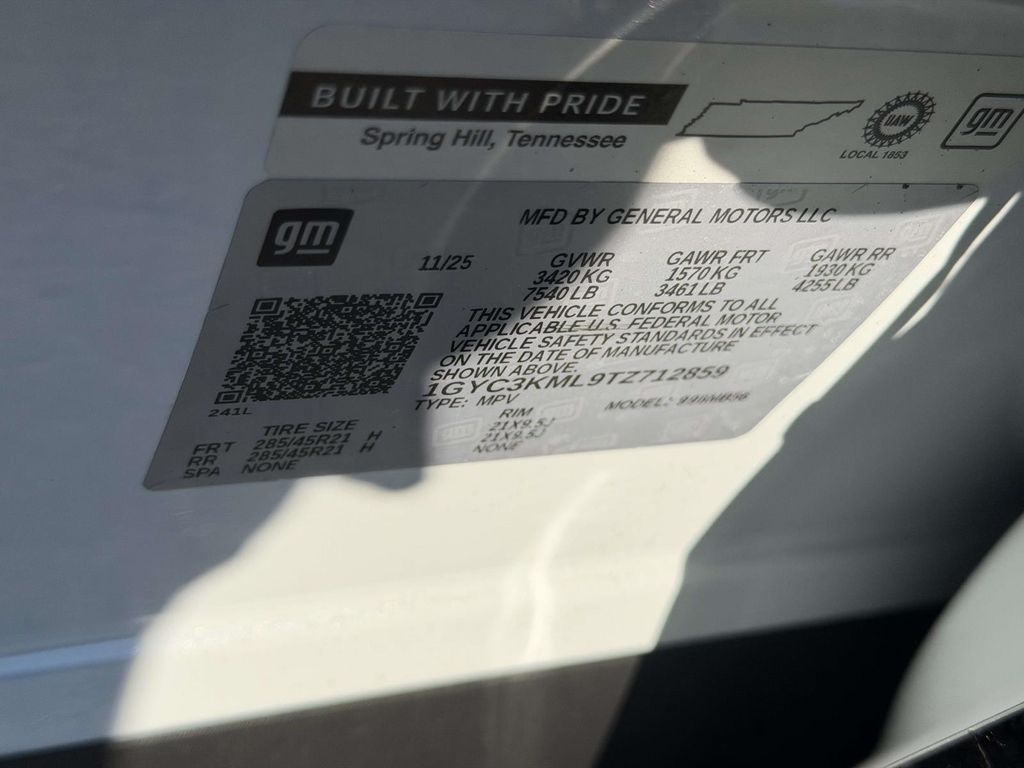 BUILT WITH PRIDE
Spring Hill, Tennessee
UAW
LOCAL 1853
gm
gm
MFD BY GENERAL MOTORS LLC
11/25
GVWR GAWR FRT GAWR RR
3420 KG 1570 KG 1930 KG
7540 LB 3461 LB 4255 LB
THIS VEHICLE CONFORMS TO ALL
APPLICABLE U.S. FEDERAL MOTOR
VEHICLE SAFETY STANDARDS IN EFFECT
ON THE DATE OF MANUFACTURE
SHOWN ABOVE.
1GYC3KML9TZ712859
TYPE: MPV MODEL:
241L
TIRE SIZE RIM
FRT 285/45R21 H 21X9.5J
RR 285/45R21 H 21X9.5J
SPA NONE NONE